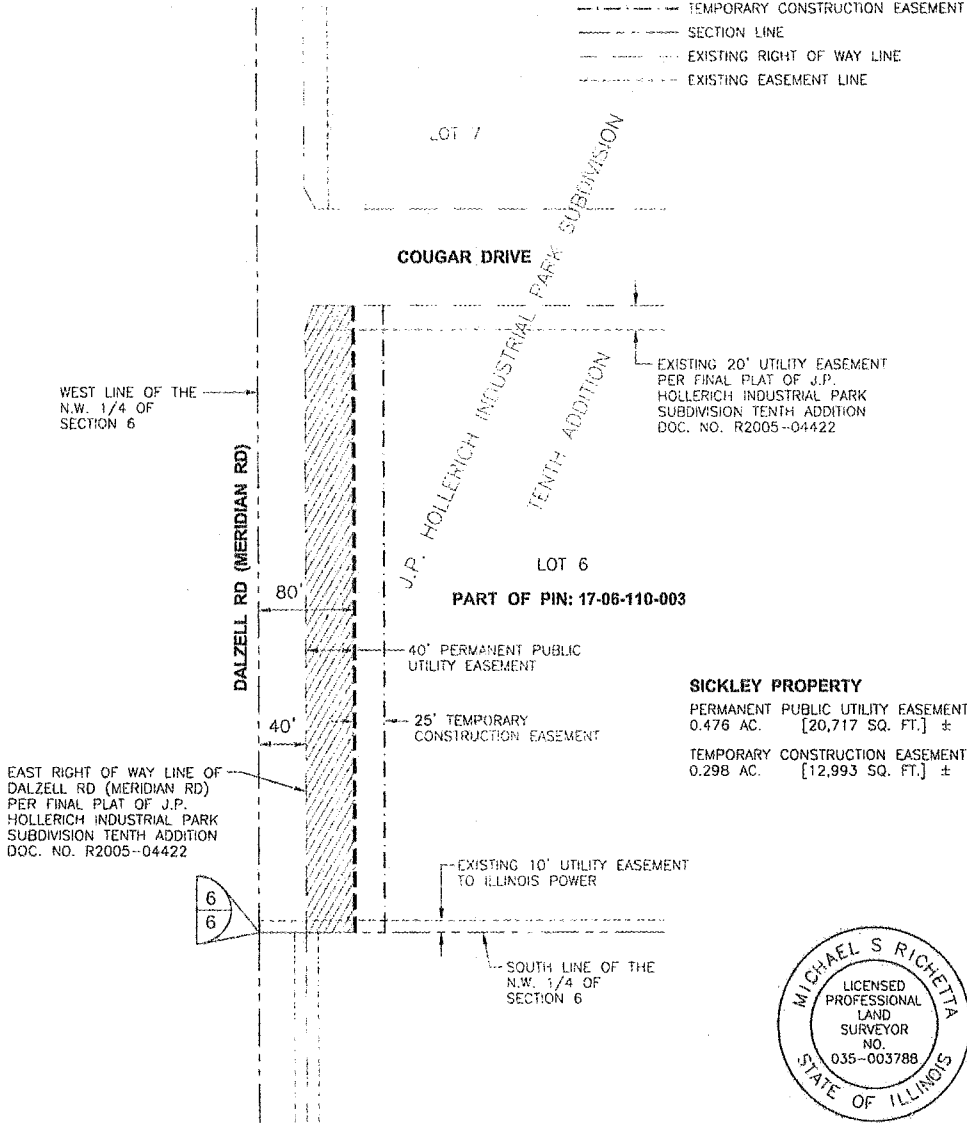 TEMPORARY CONSTRUCTION EASEMENT
SECTION LINE
EXISTING RIGHT OF WAY LINE
EXISTING EASEMENT LINE
LOT 7
J.P. HOLLERICH INDUSTRIAL PARK SUBDIVISION
TENTH ADDITION
COUGAR DRIVE
EXISTING 20' UTILITY EASEMENT
PER FINAL PLAT OF J.P.
HOLLERICH INDUSTRIAL PARK
SUBDIVISION TENTH ADDITION
DOC. NO. R2005-04422
WEST LINE OF THE
N.W. 1/4 OF
SECTION 6
DALZELL RD (MERIDIAN RD)
LOT 6
PART OF PIN: 17-06-110-003
80'
40' PERMANENT PUBLIC
UTILITY EASEMENT
40'
25' TEMPORARY
CONSTRUCTION EASEMENT
SICKLEY PROPERTY
PERMANENT PUBLIC UTILITY EASEMENT
0.476 AC. [20,717 SQ. FT.] ±
TEMPORARY CONSTRUCTION EASEMENT
0.298 AC. [12,993 SQ. FT.] ±
EAST RIGHT OF WAY LINE OF
DALZELL RD (MERIDIAN RD)
PER FINAL PLAT OF J.P.
HOLLERICH INDUSTRIAL PARK
SUBDIVISION TENTH ADDITION
DOC. NO. R2005-04422
EXISTING 10' UTILITY EASEMENT
TO ILLINOIS POWER
6
6
SOUTH LINE OF THE
N.W. 1/4 OF
SECTION 6
MICHAEL S RICHETTA
LICENSED
PROFESSIONAL
LAND
SURVEYOR
NO.
035-003788
STATE OF ILLINOIS